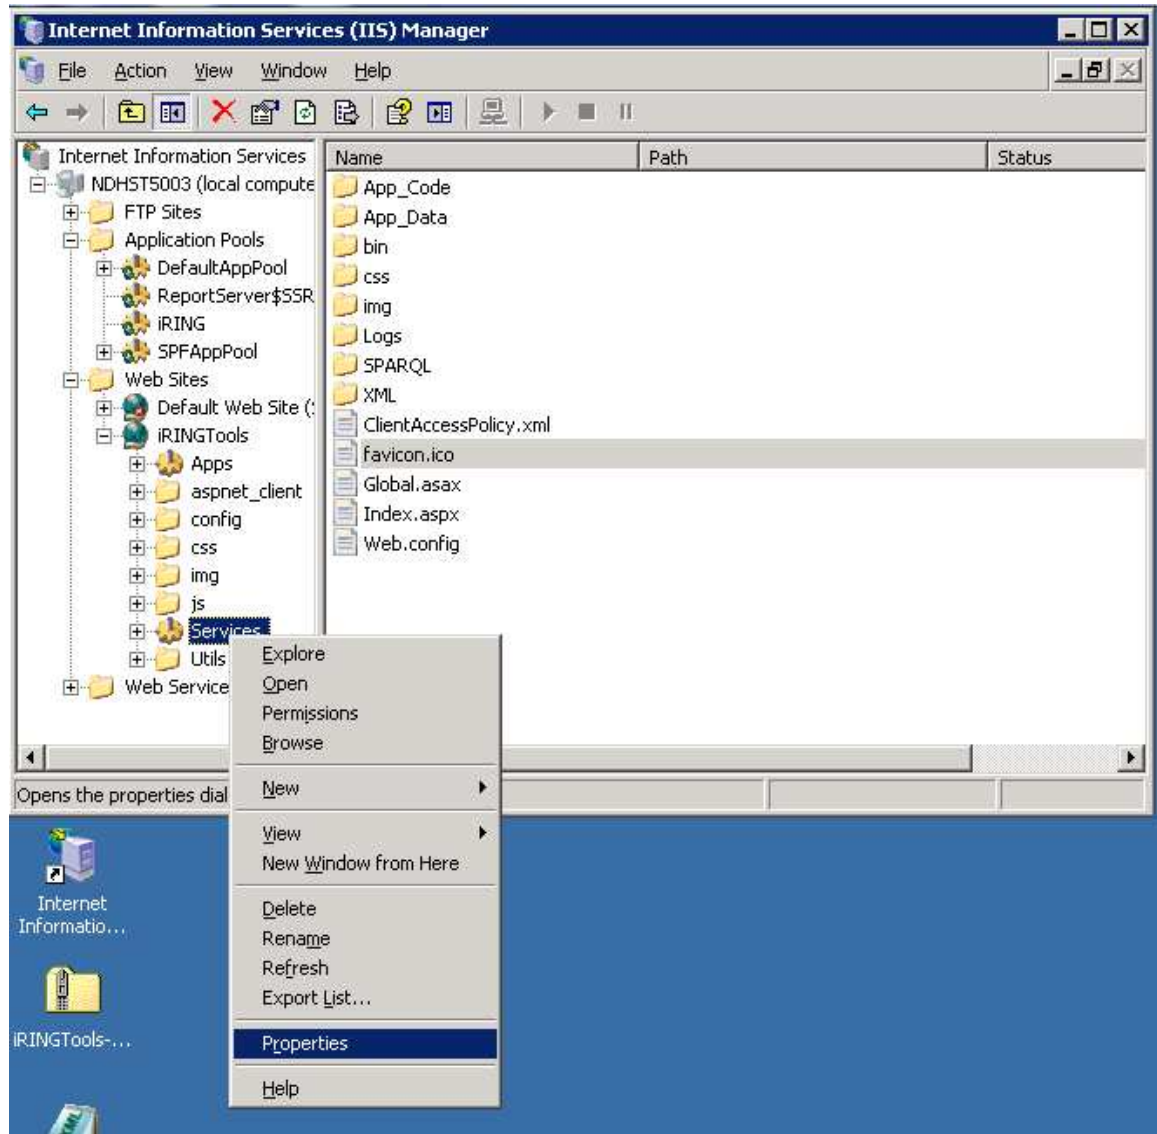 Internet Information Services (IIS) Manager
File Action View Window Help
Internet Information Services
NDHST5003 (local compute
FTP Sites
Application Pools
DefaultAppPool
ReportServer$SSR
iRING
SPFAppPool
Web Sites
Default Web Site (
iRINGTools
Apps
aspnet_client
config
css
img
js
Services
Utils
Web Service
Name Path Status
App_Code
App_Data
bin
css
img
Logs
SPARQL
XML
ClientAccessPolicy.xml
favicon.ico
Global.asax
Index.aspx
Web.config
Explore
Open
Permissions
Browse
New
View
New Window from Here
Delete
Rename
Refresh
Export List...
Properties
Help
Opens the properties dial
Internet
Informatio...
iRINGTools-...
XML